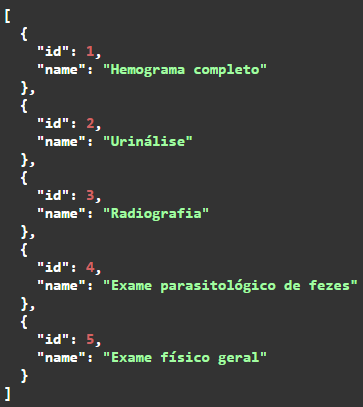 [
  {
    "id": 1,
    "name": "Hemograma completo"
  },
  {
    "id": 2,
    "name": "Urinálise"
  },
  {
    "id": 3,
    "name": "Radiografia"
  },
  {
    "id": 4,
    "name": "Exame parasitológico de fezes"
  },
  {
    "id": 5,
    "name": "Exame físico geral"
  }
]